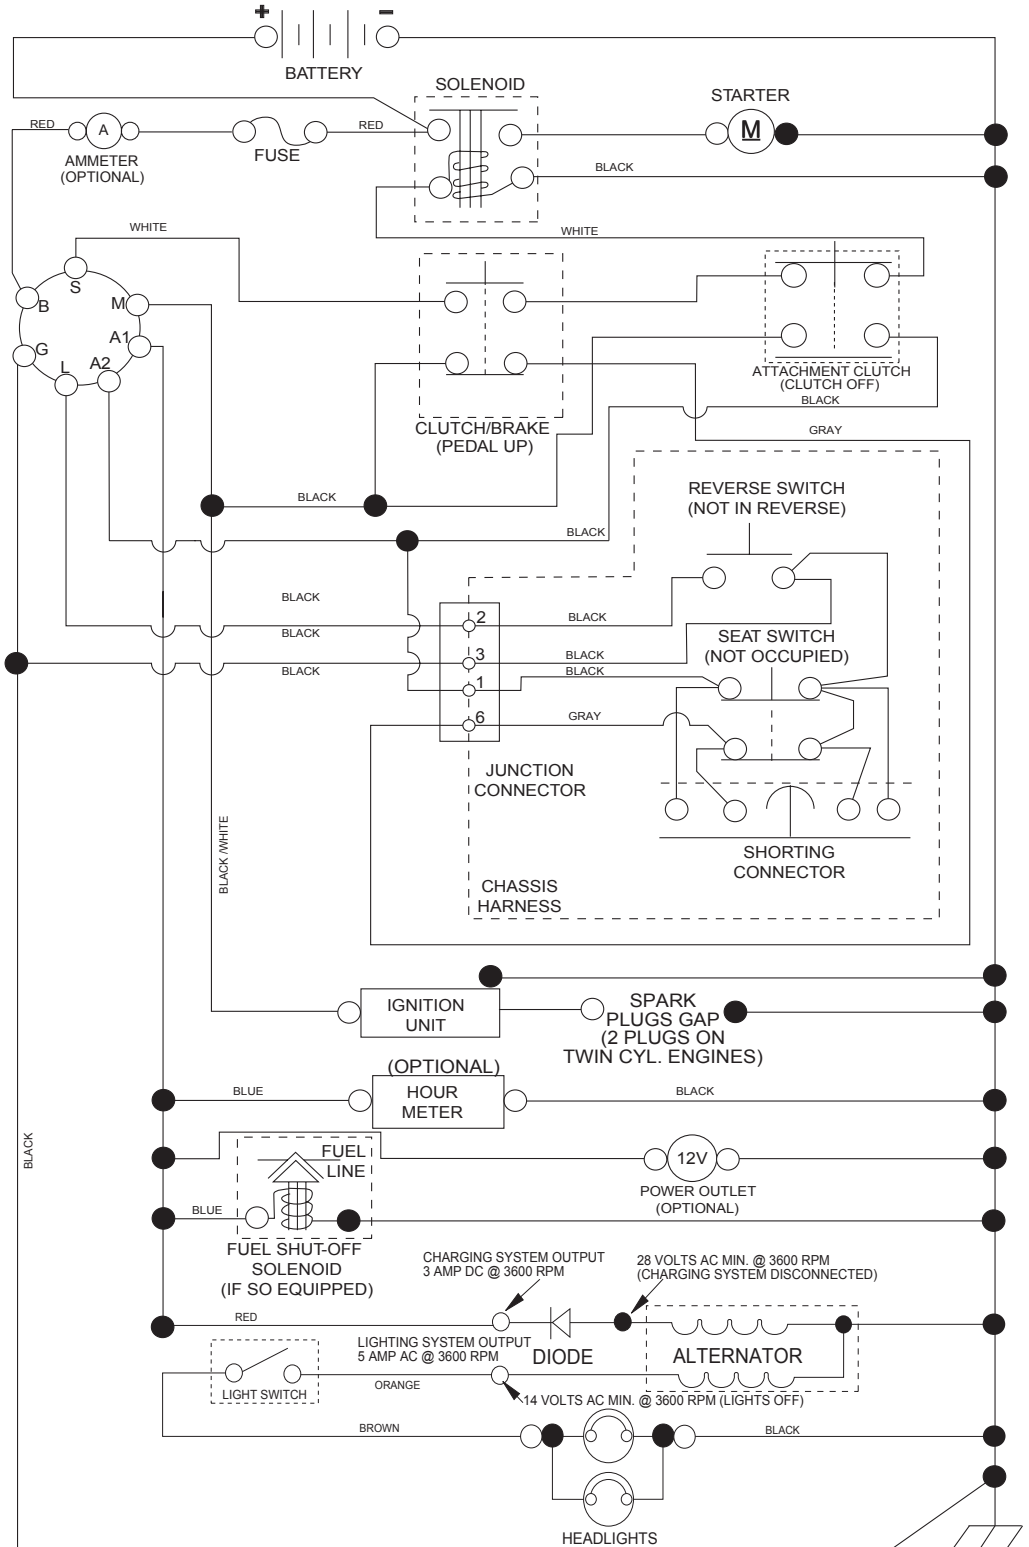 +
−
BATTERY
SOLENOID
STARTER
RED
A
RED
M
FUSE
AMMETER
(OPTIONAL)
BLACK
WHITE
WHITE
S
B
M
A1
G
L
A2
ATTACHMENT CLUTCH
(CLUTCH OFF)
BLACK
CLUTCH/BRAKE
(PEDAL UP)
GRAY
REVERSE SWITCH
(NOT IN REVERSE)
BLACK
BLACK
BLACK
2
BLACK
BLACK
SEAT SWITCH
(NOT OCCUPIED)
3
BLACK
BLACK
1
BLACK
6
GRAY
JUNCTION
CONNECTOR
BLACK /WHITE
SHORTING
CONNECTOR
CHASSIS
HARNESS
IGNITION
UNIT
SPARK
PLUGS GAP
(2 PLUGS ON
TWIN CYL. ENGINES)
(OPTIONAL)
HOUR
METER
BLUE
BLACK
BLACK
FUEL
LINE
12V
POWER OUTLET
(OPTIONAL)
BLUE
FUEL SHUT-OFF
SOLENOID
(IF SO EQUIPPED)
CHARGING SYSTEM OUTPUT
3 AMP DC @ 3600 RPM
28 VOLTS AC MIN. @ 3600 RPM
(CHARGING SYSTEM DISCONNECTED)
RED
LIGHTING SYSTEM OUTPUT
5 AMP AC @ 3600 RPM
DIODE
ALTERNATOR
LIGHT SWITCH
ORANGE
14 VOLTS AC MIN. @ 3600 RPM (LIGHTS OFF)
BROWN
BLACK
HEADLIGHTS